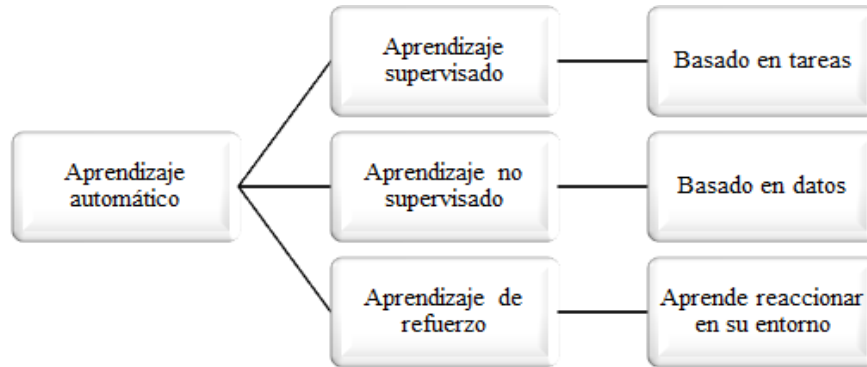 Aprendizaje
supervisado
Basado en tareas
Aprendizaje
automático
Aprendizaje no
supervisado
Basado en datos
Aprendizaje de
refuerzo
Aprende reaccionar
en su entorno